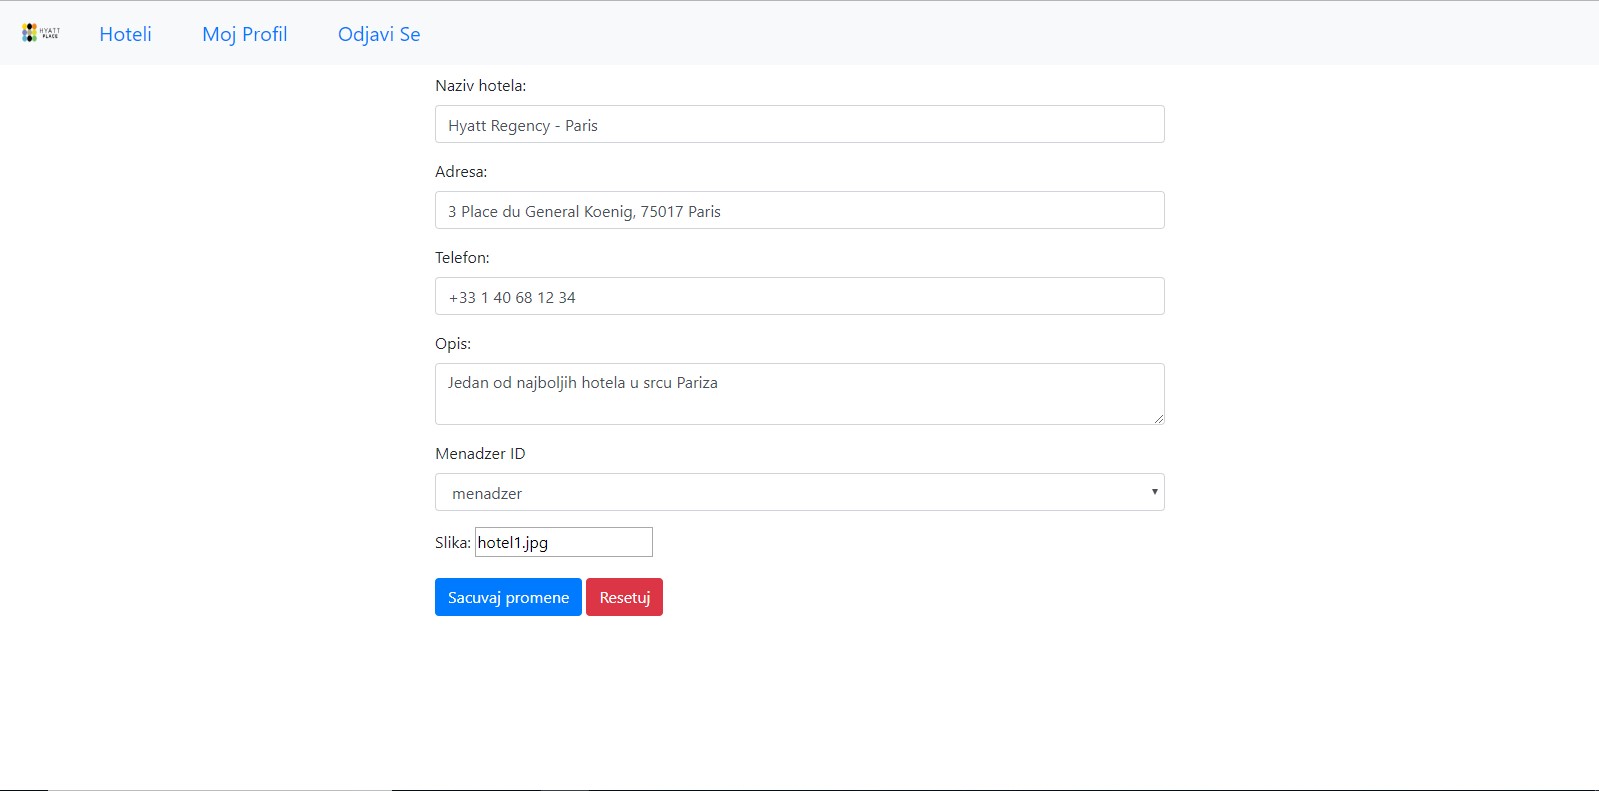 HYATT PLACE Hoteli Moj Profil Odjavi Se
Naziv hotela:
Hyatt Regency - Paris
Adresa:
3 Place du General Koenig, 75017 Paris
Telefon:
+33 1 40 68 12 34
Opis:
Jedan od najboljih hotela u srcu Pariza
Menadzer ID
menadzer
Slika: hotel1.jpg
Sacuvaj promene Resetuj